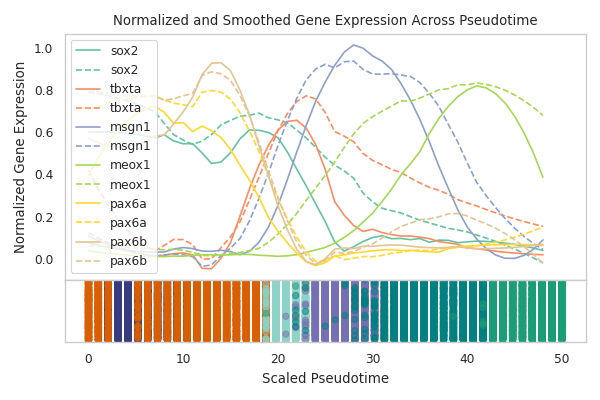 Normalized and Smoothed Gene Expression Across Pseudotime
Normalized Gene Expression
1.0
0.8
0.6
0.4
0.2
0.0
sox2
sox2
tbxta
tbxta
msgn1
msgn1
meox1
meox1
pax6a
pax6a
pax6b
pax6b
0 10 20 30 40 50
Scaled Pseudotime